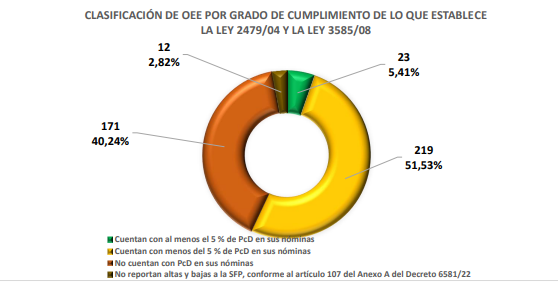 CLASIFICACIÓN DE OEE POR GRADO DE CUMPLIMIENTO DE LO QUE ESTABLECE
LA LEY 2479/04 Y LA LEY 3585/08
12
2,82%
23
5,41%
171
40,24%
219
51,53%
Cuentan con al menos el 5 % de PcD en sus nóminas
Cuentan con menos del 5 % de PcD en sus nóminas
No cuentan con PcD en sus nóminas
No reportan altas y bajas a la SFP, conforme al artículo 107 del Anexo A del Decreto 6581/22